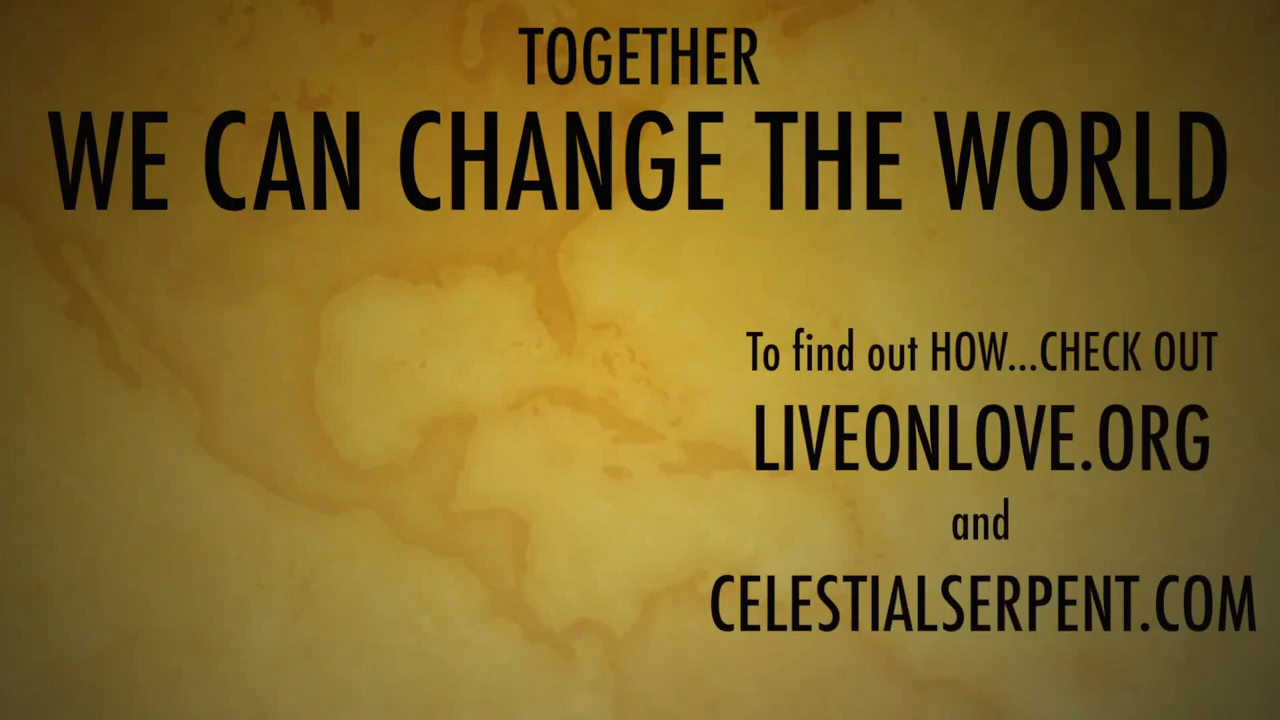 TOGETHER
WE CAN CHANGE THE WORLD
To find out HOW...CHECK OUT
LIVEONLOVE.ORG
and
CELESTIALSERPENT.COM